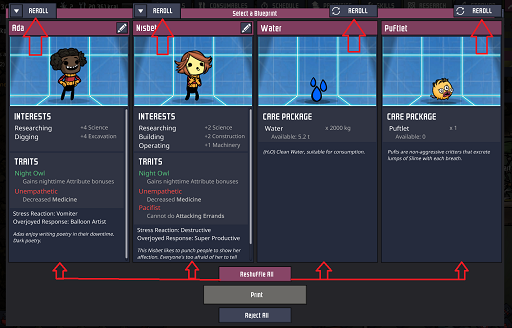 REROLL
REROLL
Select a Blueprint
REROLL
REROLL
Ada
Nisbet
Water
Puftlet
INTERESTS
Researching +4 Science
Digging +4 Excavation
TRAITS
Night Owl
Gains nighttime Attribute bonuses
Unempathetic
Decreased Medicine
Stress Reaction: Vomiter
Overjoyed Response: Balloon Artist
Adas enjoy writing poetry in their downtime.
Dark poetry.
INTERESTS
Researching +2 Science
Building +2 Construction
Operating +1 Machinery
TRAITS
Night Owl
Gains nighttime Attribute bonuses
Unempathetic
Decreased Medicine
Pacifist
Cannot do Attacking Errands
Stress Reaction: Destructive
Overjoyed Response: Super Productive
This Nisbet likes to punch people to show her
affection. Everyone's too afraid of her to tell
CARE PACKAGE
Water x 2000 kg
Available: 5.2 t
(H₂O) Clean Water, suitable for consumption.
CARE PACKAGE
Puftlet x 1
Available: 0
Pufts are non-aggressive critters that excrete
lumps of Slime with each breath.
Reshuffle All
Print
Reject All